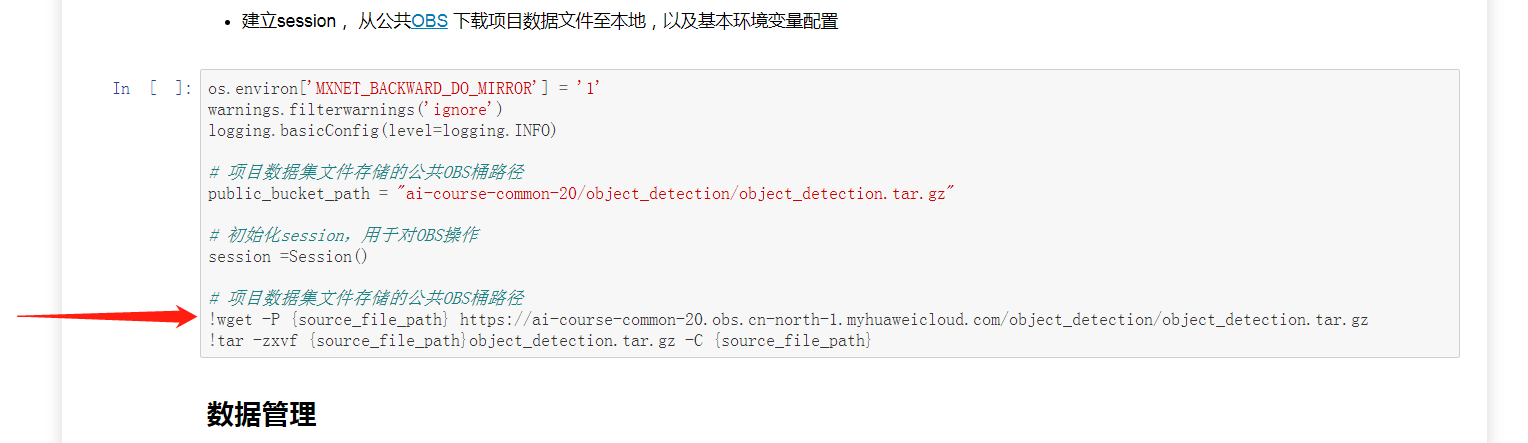 • 建立session， 从公共OBS 下载项目数据文件至本地，以及基本环境变量配置
In [ ]:
os.environ['MXNET_BACKWARD_DO_MIRROR'] = '1'
warnings.filterwarnings('ignore')
logging.basicConfig(level=logging.INFO)
# 项目数据集文件存储的公共OBS桶路径
public_bucket_path = "ai-course-common-20/object_detection/object_detection.tar.gz"
# 初始化session，用于对OBS操作
session =Session()
# 项目数据集文件存储的公共OBS桶路径
!wget -P {source_file_path} https://ai-course-common-20.obs.cn-north-1.myhuaweicloud.com/object_detection/object_detection.tar.gz
!tar -zxvf {source_file_path}object_detection.tar.gz -C {source_file_path}
数据管理